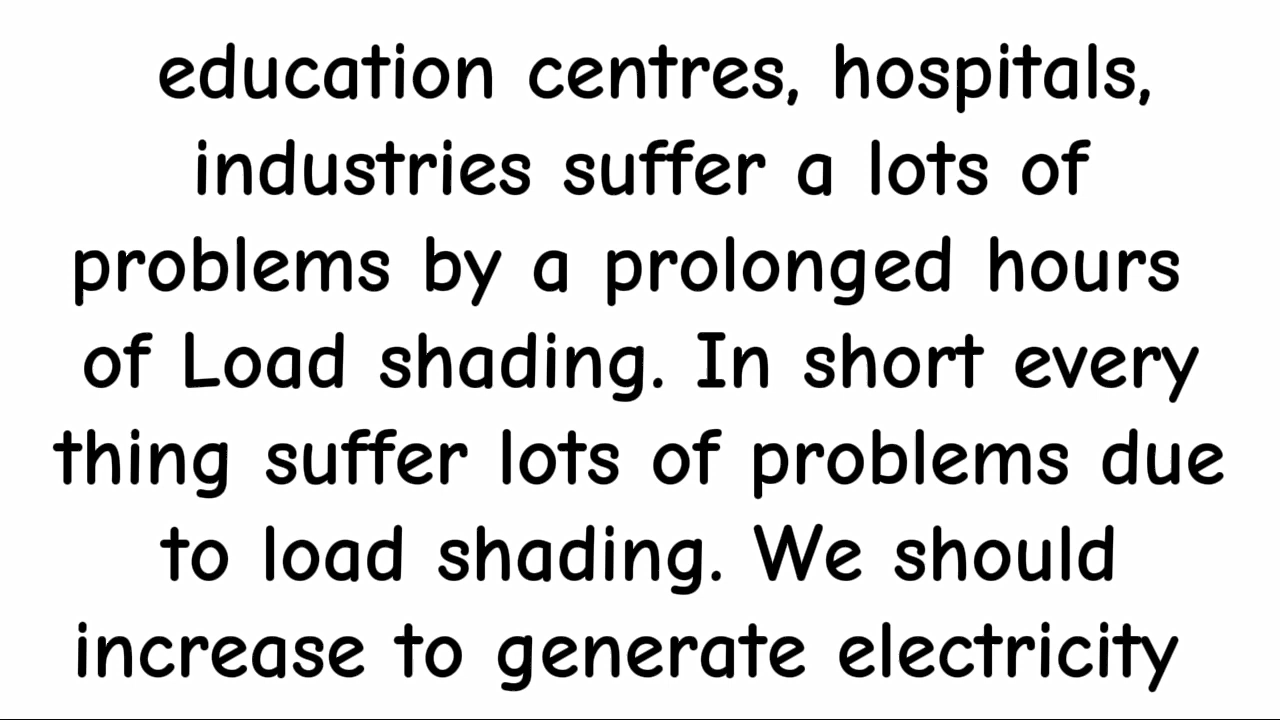 education centres, hospitals,
industries suffer a lots of
problems by a prolonged hours
of Load shading. In short every
thing suffer lots of problems due
to load shading. We should
increase to generate electricity